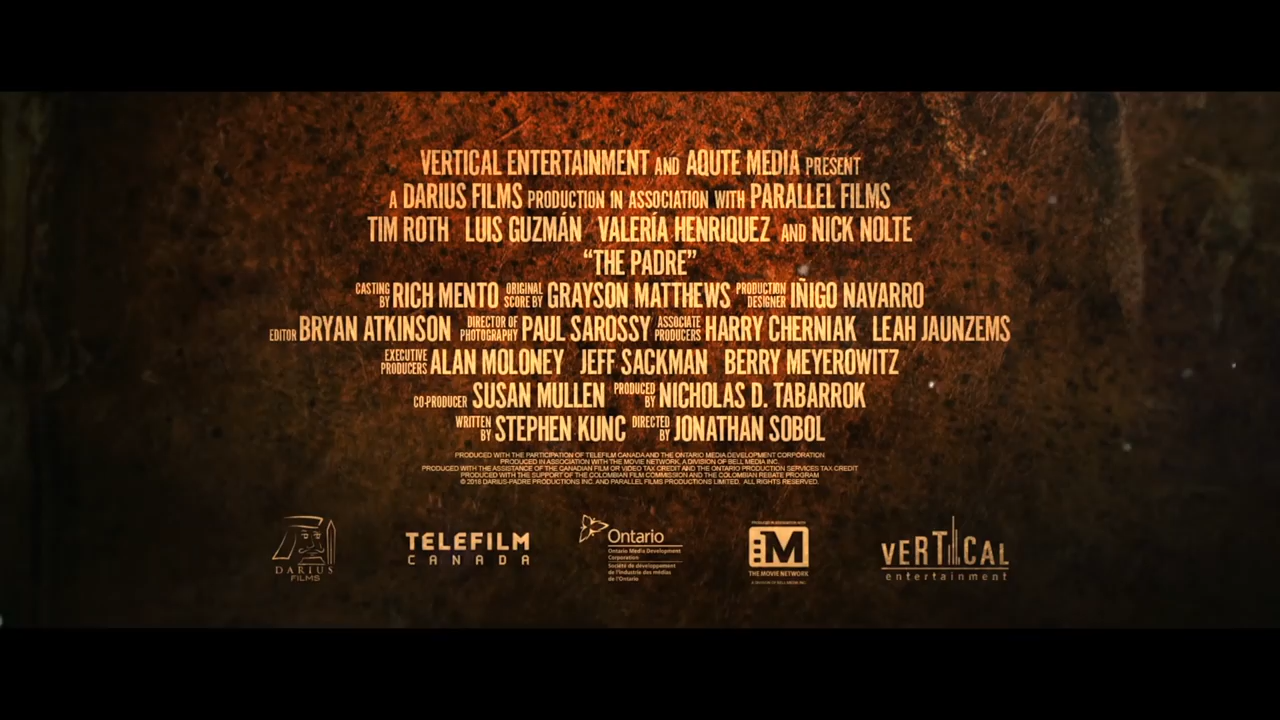 VERTICAL ENTERTAINMENT AND AQUTE MEDIA PRESENT
A DARIUS FILMS PRODUCTION IN ASSOCIATION WITH PARALLEL FILMS
TIM ROTH LUIS GUZMÁN VALERÍA HENRIQUEZ AND NICK NOLTE
“THE PADRE”
CASTING BY RICH MENTO ORIGINAL SCORE BY GRAYSON MATTHEWS PRODUCTION DESIGNER IÑIGO NAVARRO
EDITOR BRYAN ATKINSON DIRECTOR OF PHOTOGRAPHY PAUL SAROSSY ASSOCIATE PRODUCERS HARRY CHERNIAK LEAH JAUNZEMS
EXECUTIVE PRODUCERS ALAN MOLONEY JEFF SACKMAN BERRY MEYEROWITZ
CO-PRODUCER SUSAN MULLEN PRODUCED BY NICHOLAS D. TABARROK
WRITTEN BY STEPHEN KUNC DIRECTED BY JONATHAN SOBOL
PRODUCED WITH THE PARTICIPATION OF TELEFILM CANADA AND THE ONTARIO MEDIA DEVELOPMENT CORPORATION
PRODUCED IN ASSOCIATION WITH THE MOVIE NETWORK, A DIVISION OF BELL MEDIA INC.
PRODUCED WITH THE ASSISTANCE OF THE CANADIAN FILM OR VIDEO TAX CREDIT AND THE ONTARIO PRODUCTION SERVICES TAX CREDIT
PRODUCED WITH THE SUPPORT OF THE COLOMBIAN FILM COMMISSION AND THE COLOMBIAN REBATE PROGRAM
© 2018 DARIUS-PADRE PRODUCTIONS INC. AND PARALLEL FILMS PRODUCTIONS LIMITED. ALL RIGHTS RESERVED.
DARIUS
FILMS
TELEFILM
CANADA
Ontario
Ontario Media Development
Corporation
Société de développement
de l'industrie des médias
de l'Ontario
M
THE MOVIE NETWORK
A DIVISION OF BELL MEDIA INC.
VERTICAL
entertainment